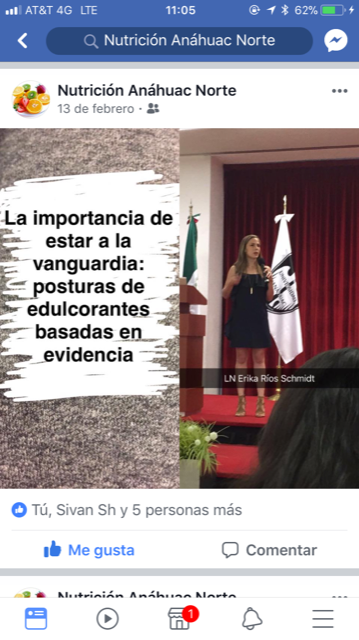 AT&T 4G LTE 11:05 62%
Nutrición Anáhuac Norte
Nutrición Anáhuac Norte
13 de febrero ·
La importancia de
estar a la
vanguardia:
posturas de
edulcorantes
basadas en
evidencia
LN Erika Ríos Schmidt
Tú, Sivan Sh y 5 personas más
Me gusta Comentar
Nutrición Anáhuac Norte
1